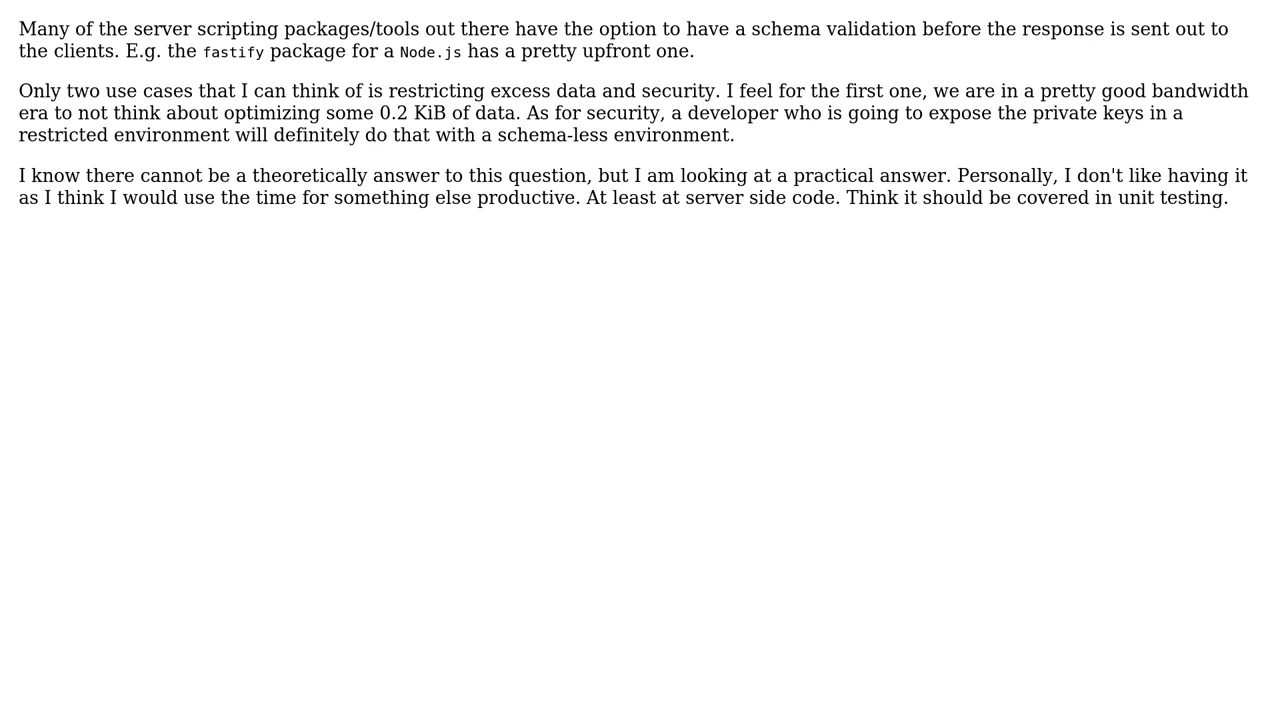 Many of the server scripting packages/tools out there have the option to have a schema validation before the response is sent out to
the clients. E.g. the fastify package for a Node.js has a pretty upfront one.
Only two use cases that I can think of is restricting excess data and security. I feel for the first one, we are in a pretty good bandwidth
era to not think about optimizing some 0.2 KiB of data. As for security, a developer who is going to expose the private keys in a
restricted environment will definitely do that with a schema-less environment.
I know there cannot be a theoretically answer to this question, but I am looking at a practical answer. Personally, I don't like having it
as I think I would use the time for something else productive. At least at server side code. Think it should be covered in unit testing.